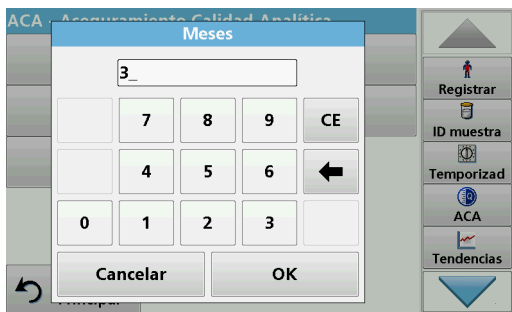 ACA - Aseguramiento Calidad Analítica
Meses
3_
7 8 9 CE
4 5 6
0 1 2 3
Cancelar OK
Principal
Registrar
ID muestra
Temporizad
ACA
Tendencias